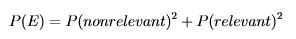 P(E) = P(nonrelevant)² + P(relevant)²